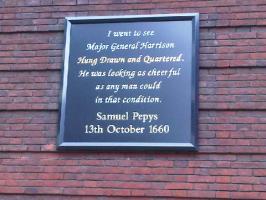 I went to see
Major General Harrison
Hung Drawn and Quartered.
He was looking as cheerful
as any man could
in that condition.
Samuel Pepys
13th October 1660